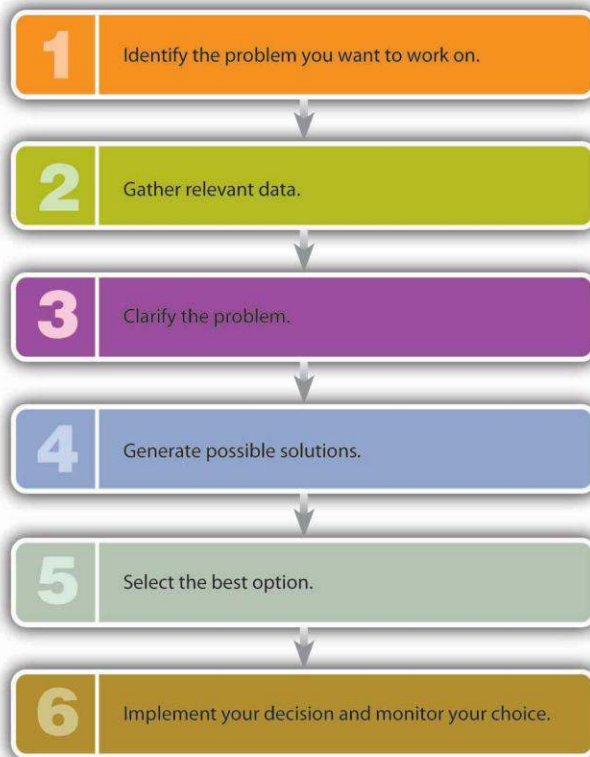 1 Identify the problem you want to work on.
2 Gather relevant data.
3 Clarify the problem.
4 Generate possible solutions.
5 Select the best option.
6 Implement your decision and monitor your choice.